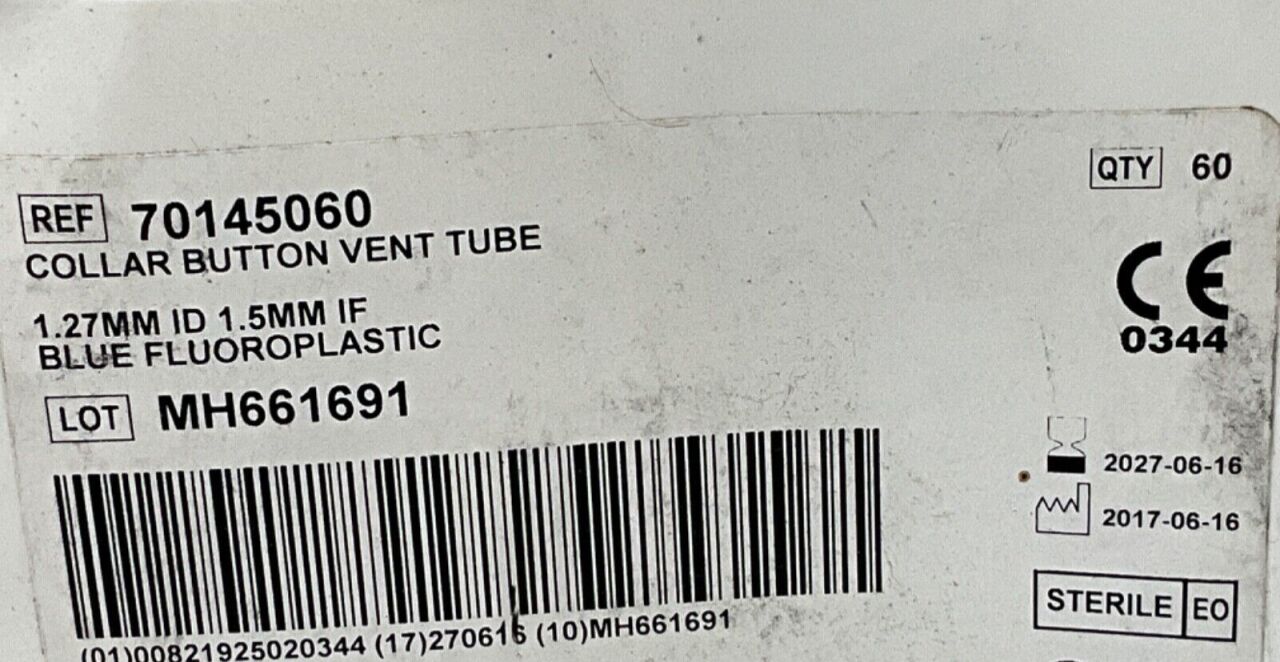 REF 70145060
COLLAR BUTTON VENT TUBE
1.27MM ID 1.5MM IF
BLUE FLUOROPLASTIC
LOT MH661691
(01)00821925020344 (17)270616 (10)MH661691
QTY 60
CE
0344
2027-06-16
2017-06-16
STERILE EO